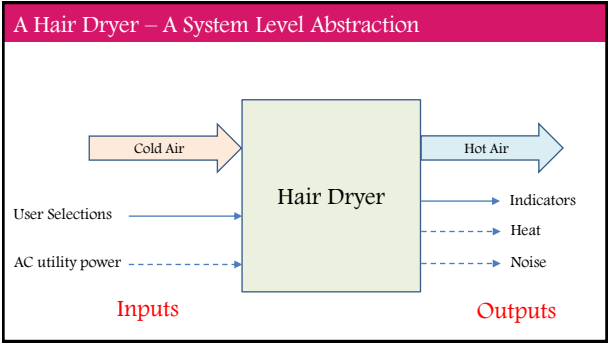 A Hair Dryer – A System Level Abstraction
Cold Air
Hot Air
Hair Dryer
User Selections
Indicators
Heat
AC utility power
Noise
Inputs
Outputs